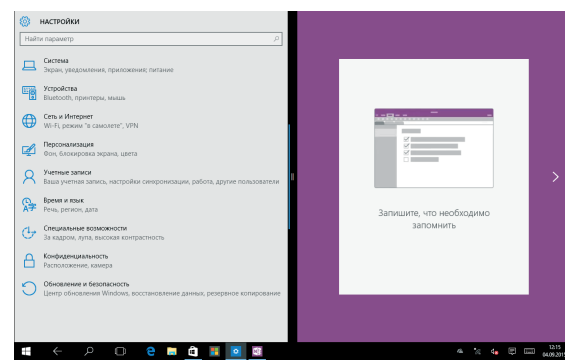 НАСТРОЙКИ
Найти параметр
Система
Экран, уведомления, приложения, питание
Устройства
Bluetooth, принтеры, мышь
Сеть и Интернет
Wi-Fi, режим "в самолете", VPN
Персонализация
Фон, блокировка экрана, цвета
Учетные записи
Ваша учетная запись, настройки синхронизации, работа, другие пользователи
Время и язык
Речь, регион, дата
Специальные возможности
За кадром, лупа, высокая контрастность
Конфиденциальность
Расположение, камера
Обновление и безопасность
Центр обновления Windows, восстановление данных, резервное копирование
Запишите, что необходимо
запомнить
12:15
04.09.2015